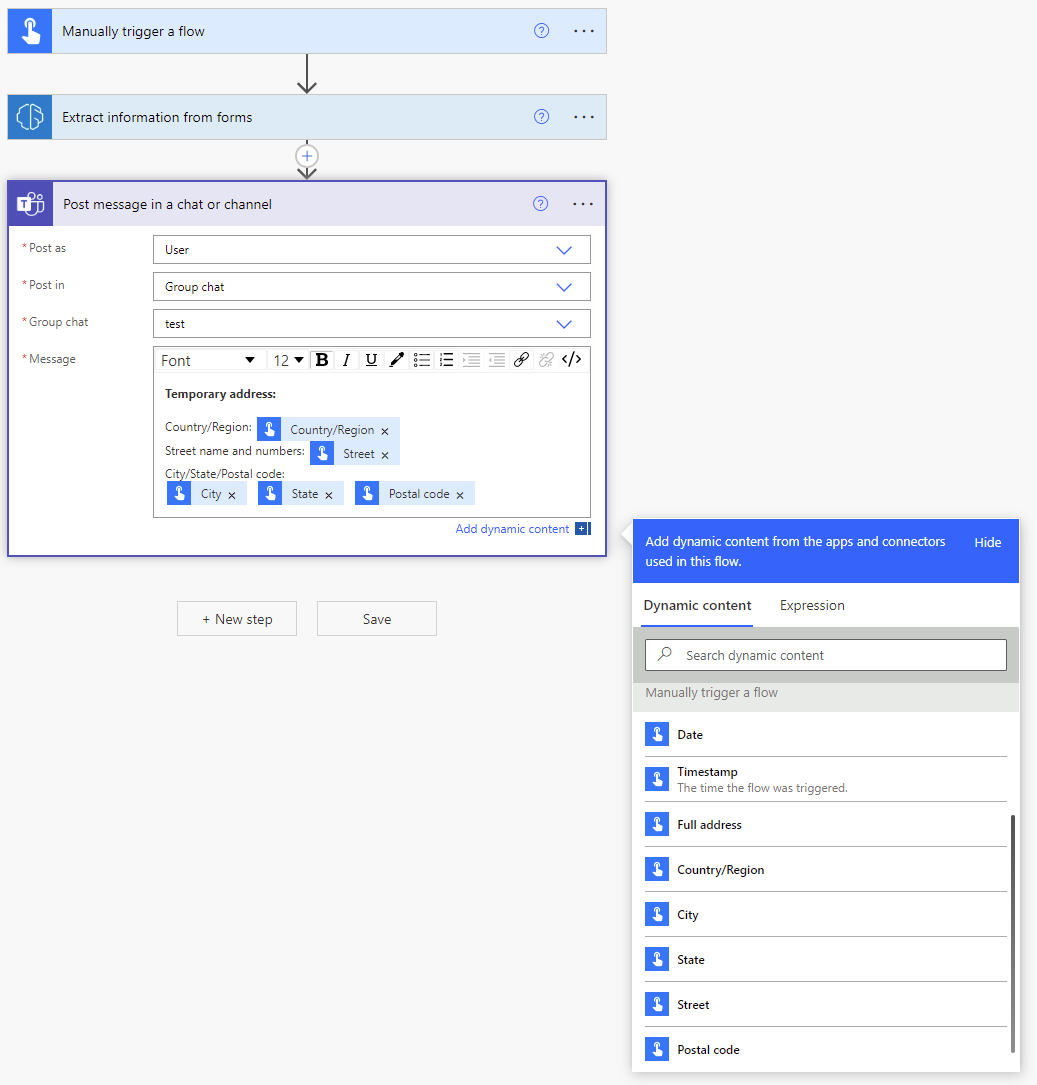 Manually trigger a flow
Extract information from forms
Post message in a chat or channel
* Post as
User
* Post in
Group chat
* Group chat
test
* Message
Font 12 B I U </>
Temporary address:
Country/Region: Country/Region ×
Street name and numbers: Street ×
City/State/Postal code:
City × State × Postal code ×
Add dynamic content
+ New step
Save
Add dynamic content from the apps and connectors
used in this flow.
Hide
Dynamic content
Expression
Search dynamic content
Manually trigger a flow
Date
Timestamp
The time the flow was triggered.
Full address
Country/Region
City
State
Street
Postal code